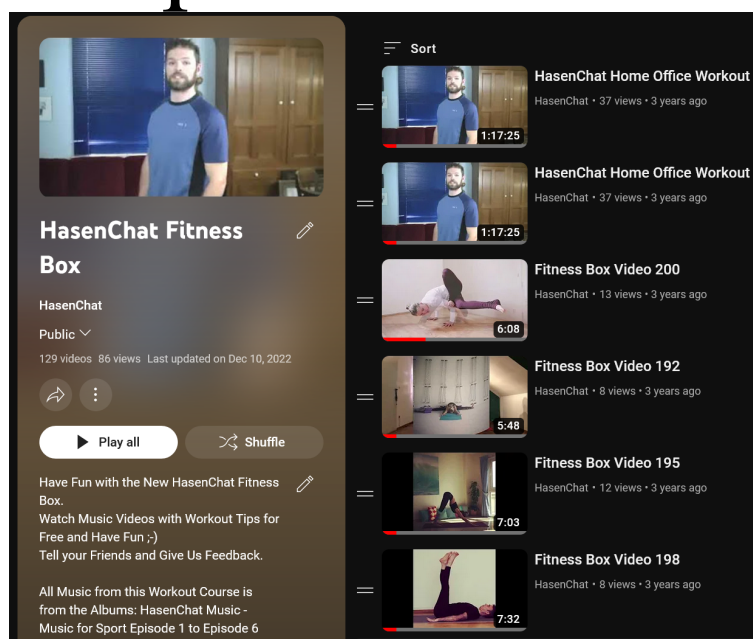 HasenChat Fitness
Box
HasenChat
Public
129 videos 86 views Last updated on Dec 10, 2022
Play all
Shuffle
Have Fun with the New HasenChat Fitness
Box.
Watch Music Videos with Workout Tips for
Free and Have Fun ;-)
Tell your Friends and Give Us Feedback.
All Music from this Workout Course is
from the Albums: HasenChat Music -
Music for Sport Episode 1 to Episode 6
Sort
1:17:25
HasenChat Home Office Workout
HasenChat • 37 views • 3 years ago
1:17:25
HasenChat Home Office Workout
HasenChat • 37 views • 3 years ago
6:08
Fitness Box Video 200
HasenChat • 13 views • 3 years ago
5:48
Fitness Box Video 192
HasenChat • 8 views • 3 years ago
7:03
Fitness Box Video 195
HasenChat • 12 views • 3 years ago
7:32
Fitness Box Video 198
HasenChat • 8 views • 3 years ago